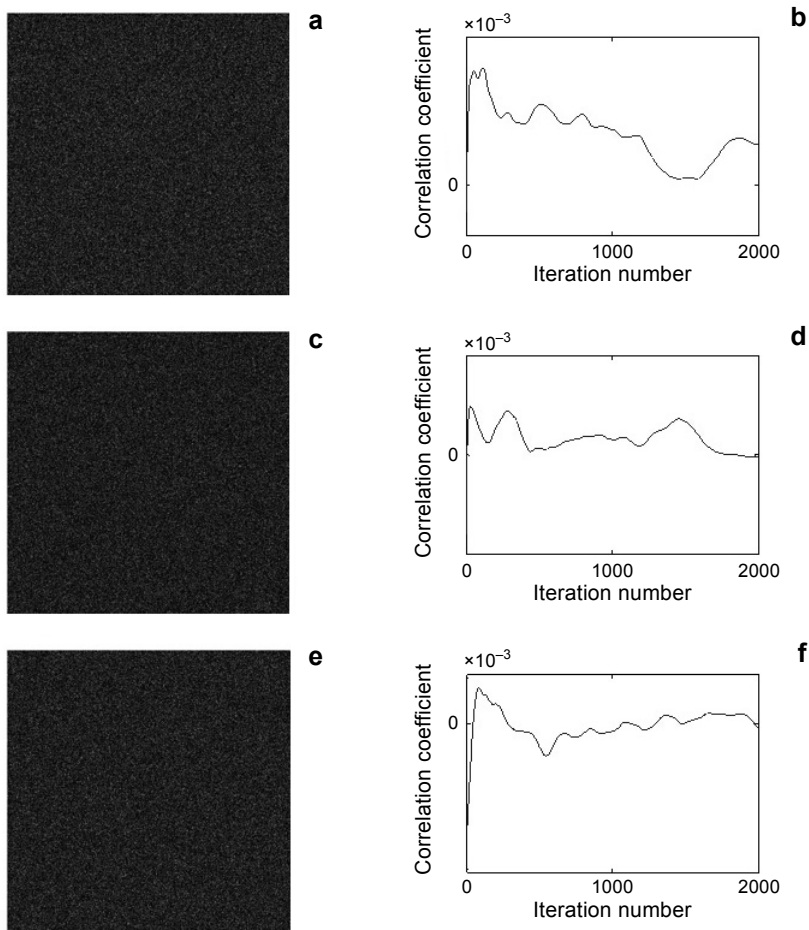 a
b
×10⁻³
Correlation coefficient
0
0 1000 2000
Iteration number
c
d
×10⁻³
Correlation coefficient
0
0 1000 2000
Iteration number
e
f
×10⁻³
Correlation coefficient
0
0 1000 2000
Iteration number